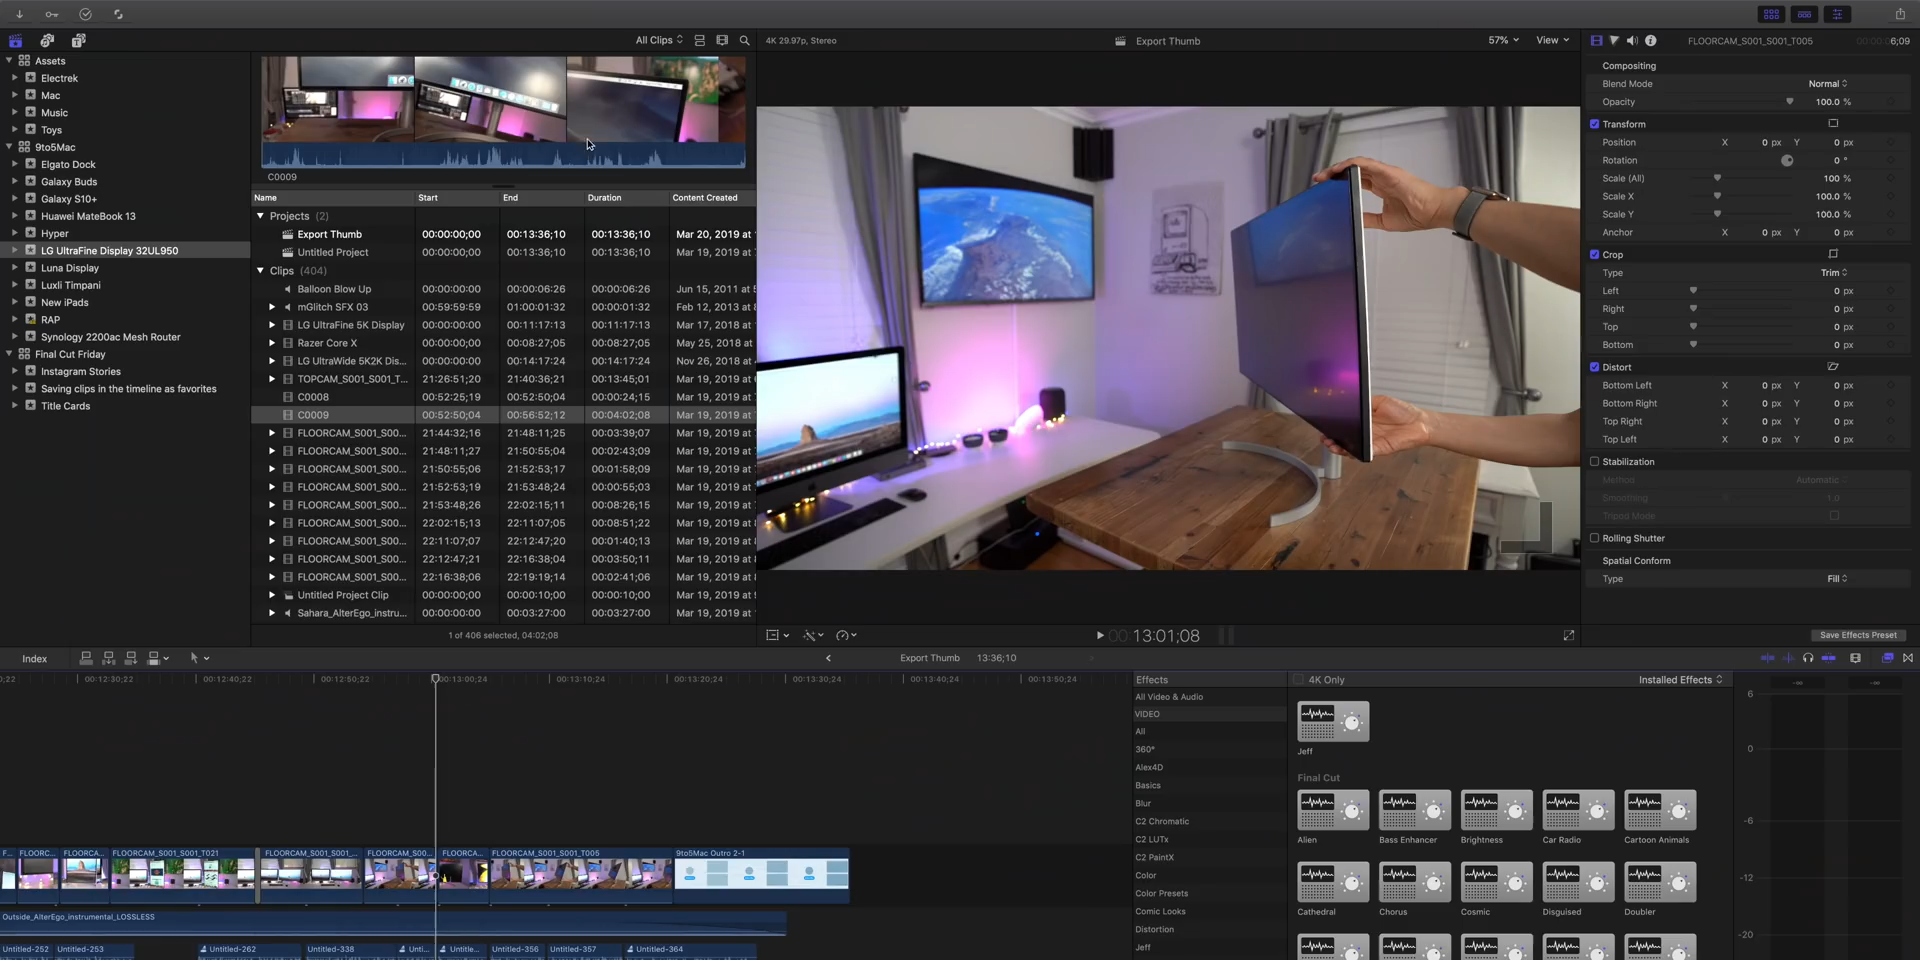 All Clips
4K 29.97p, Stereo
Export Thumb
57%
View
FLOORCAM_S001_S001_T005
6;09
Assets
Electrek
Mac
Music
Toys
9to5Mac
Elgato Dock
Galaxy Buds
Galaxy S10+
Huawei MateBook 13
Hyper
LG UltraFine Display 32UL950
Luna Display
Luxli Timpani
New iPads
RAP
Synology 2200ac Mesh Router
Final Cut Friday
Instagram Stories
Saving clips in the timeline as favorites
Title Cards
C0009
Name Start End Duration Content Created
Projects (2)
Export Thumb 00:00:00;00 00:13:36;10 00:13:36;10 Mar 20, 2019 at
Untitled Project 00:00:00;00 00:13:36;10 00:13:36;10 Mar 19, 2019 at
Clips (404)
Balloon Blow Up 00:00:00:00 00:00:06:26 00:00:06:26 Jun 15, 2011 at
mGlitch SFX 03 00:59:59:59 01:00:01:32 00:00:01:32 Feb 12, 2013 at
LG UltraFine 5K Display 00:00:00:00 00:11:17:13 00:11:17:13 Mar 17, 2018 at
Razer Core X 00:00:00:00 00:08:27;05 00:08:27;05 May 25, 2018 at
LG UltraWide 5K2K Dis... 00:00:00:00 00:14:17:24 00:14:17:24 Nov 26, 2018 at
TOPCAM_S001_S001_T... 21:26:51;20 21:40:36;21 00:13:45;01 Mar 19, 2019 at
C0008 00:52:25;19 00:52:50;04 00:00:24;15 Mar 19, 2019 at
C0009 00:52:50;04 00:56:52;12 00:04:02;08 Mar 19, 2019 at
FLOORCAM_S001_S00... 21:44:32;16 21:48:11;25 00:03:39;07 Mar 19, 2019 at
FLOORCAM_S001_S00... 21:48:11;27 21:50:55;04 00:02:43;09 Mar 19, 2019 at
FLOORCAM_S001_S00... 21:50:55;06 21:52:53;17 00:01:58;09 Mar 19, 2019 at
FLOORCAM_S001_S00... 21:52:53;19 21:53:48;24 00:00:55;03 Mar 19, 2019 at
FLOORCAM_S001_S00... 21:53:48;26 22:02:15;11 00:08:26;15 Mar 19, 2019 at
FLOORCAM_S001_S00... 22:02:15;13 22:11:07;05 00:08:51;22 Mar 19, 2019 at
FLOORCAM_S001_S00... 22:11:07;07 22:12:47;20 00:01:40;13 Mar 19, 2019 at
FLOORCAM_S001_S00... 22:12:47;21 22:16:38;04 00:03:50;11 Mar 19, 2019 at
FLOORCAM_S001_S00... 22:16:38;06 22:19:19;14 00:02:41;06 Mar 19, 2019 at
Untitled Project Clip 00:00:00;00 00:00:10;00 00:00:10;00 Mar 19, 2019 at
Sahara_AlterEgo_instru... 00:00:00:00 00:03:27:00 00:03:27:00 Mar 19, 2019 at
1 of 406 selected, 04:02;08
00:00:13:01;08
Compositing
Blend Mode Normal
Opacity 100.0 %
Transform
Position X 0 px Y 0 px
Rotation 0 °
Scale (All) 100 %
Scale X 100.0 %
Scale Y 100.0 %
Anchor X 0 px Y 0 px
Crop
Type Trim
Left 0 px
Right 0 px
Top 0 px
Bottom 0 px
Distort
Bottom Left X 0 px Y 0 px
Bottom Right X 0 px Y 0 px
Top Right X 0 px Y 0 px
Top Left X 0 px Y 0 px
Stabilization
Method Automatic
Smoothing 1.0
Tripod Mode
Rolling Shutter
Spatial Conform
Type Fill
Save Effects Preset
Index
Export Thumb 13:36;10
;22 00:12:30;22 00:12:40;22 00:12:50;22 00:13:00;24 00:13:10;24 00:13:20;24 00:13:30;24 00:13:40;24 00:13:50;24
F... FLOORC... FLOORCA... FLOORCAM_S001_S001_T021 FLOORCAM_S001_S001_... FLOORCAM_S00... FLOORCA... FLOORCAM_S001_S001_T005 9to5Mac Outro 2-1
Outside_AlterEgo_instrumental_LOSSLESS
Untitled-252 Untitled-253 Untitled-262 Untitled-338 Unti... Untitle... Untitled-356 Untitled-357 Untitled-364
Effects
All Video & Audio
VIDEO
All
360°
Alex4D
Basics
Blur
C2 Chromatic
C2 LUTx
C2 PaintX
Color
Color Presets
Comic Looks
Distortion
Jeff
4K Only
Installed Effects
Jeff
Final Cut
Alien Bass Enhancer Brightness Car Radio Cartoon Animals
Cathedral Chorus Cosmic Disguised Doubler
-∞ -∞
6
0
-6
-12
-20